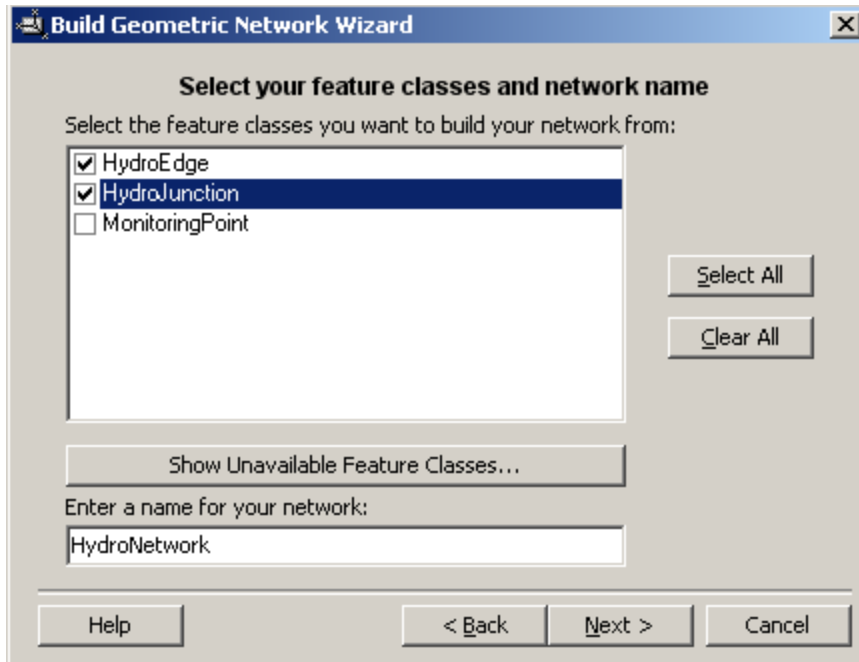 Build Geometric Network Wizard
Select your feature classes and network name
Select the feature classes you want to build your network from:
HydroEdge
HydroJunction
MonitoringPoint
Select All
Clear All
Show Unavailable Feature Classes...
Enter a name for your network:
HydroNetwork
Help < Back Next > Cancel